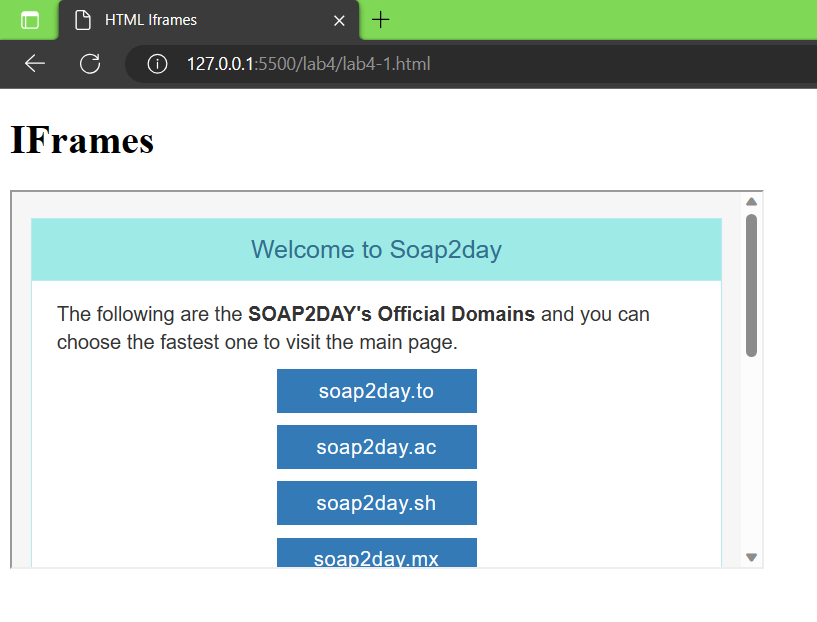 HTML Iframes
127.0.0.1:5500/lab4/lab4-1.html
IFrames
Welcome to Soap2day
The following are the SOAP2DAY's Official Domains and you can
choose the fastest one to visit the main page.
soap2day.to
soap2day.ac
soap2day.sh
soap2day.mx